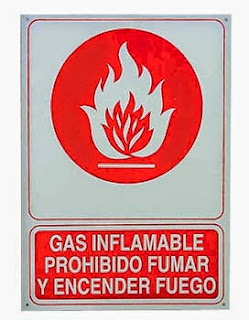 GAS INFLAMABLE
PROHIBIDO FUMAR
Y ENCENDER FUEGO